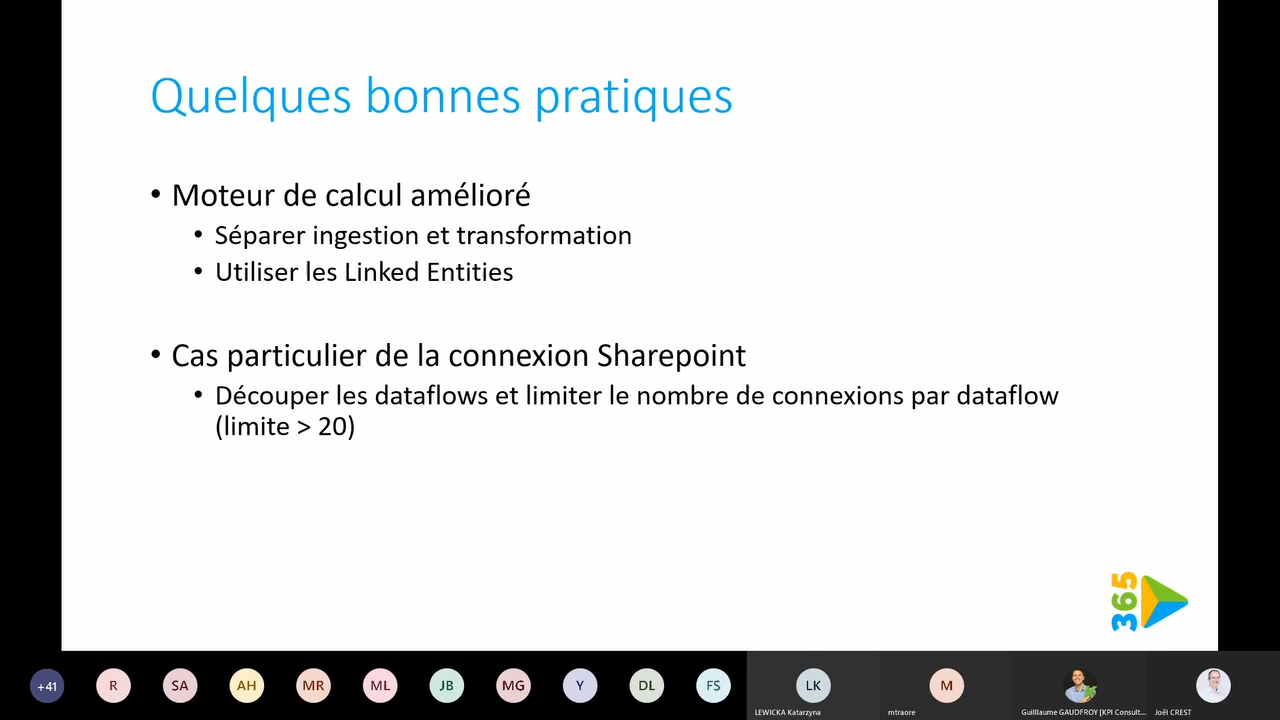 Quelques bonnes pratiques
• Moteur de calcul amélioré
• Séparer ingestion et transformation
• Utiliser les Linked Entities
• Cas particulier de la connexion Sharepoint
• Découper les dataflows et limiter le nombre de connexions par dataflow
(limite > 20)
365
+41 R SA AH MR ML JB MG Y DL FS LK M
LEWICKA Katarzyna mtraore Guillaume GAUDFROY [KPI Consult... Joël CREST